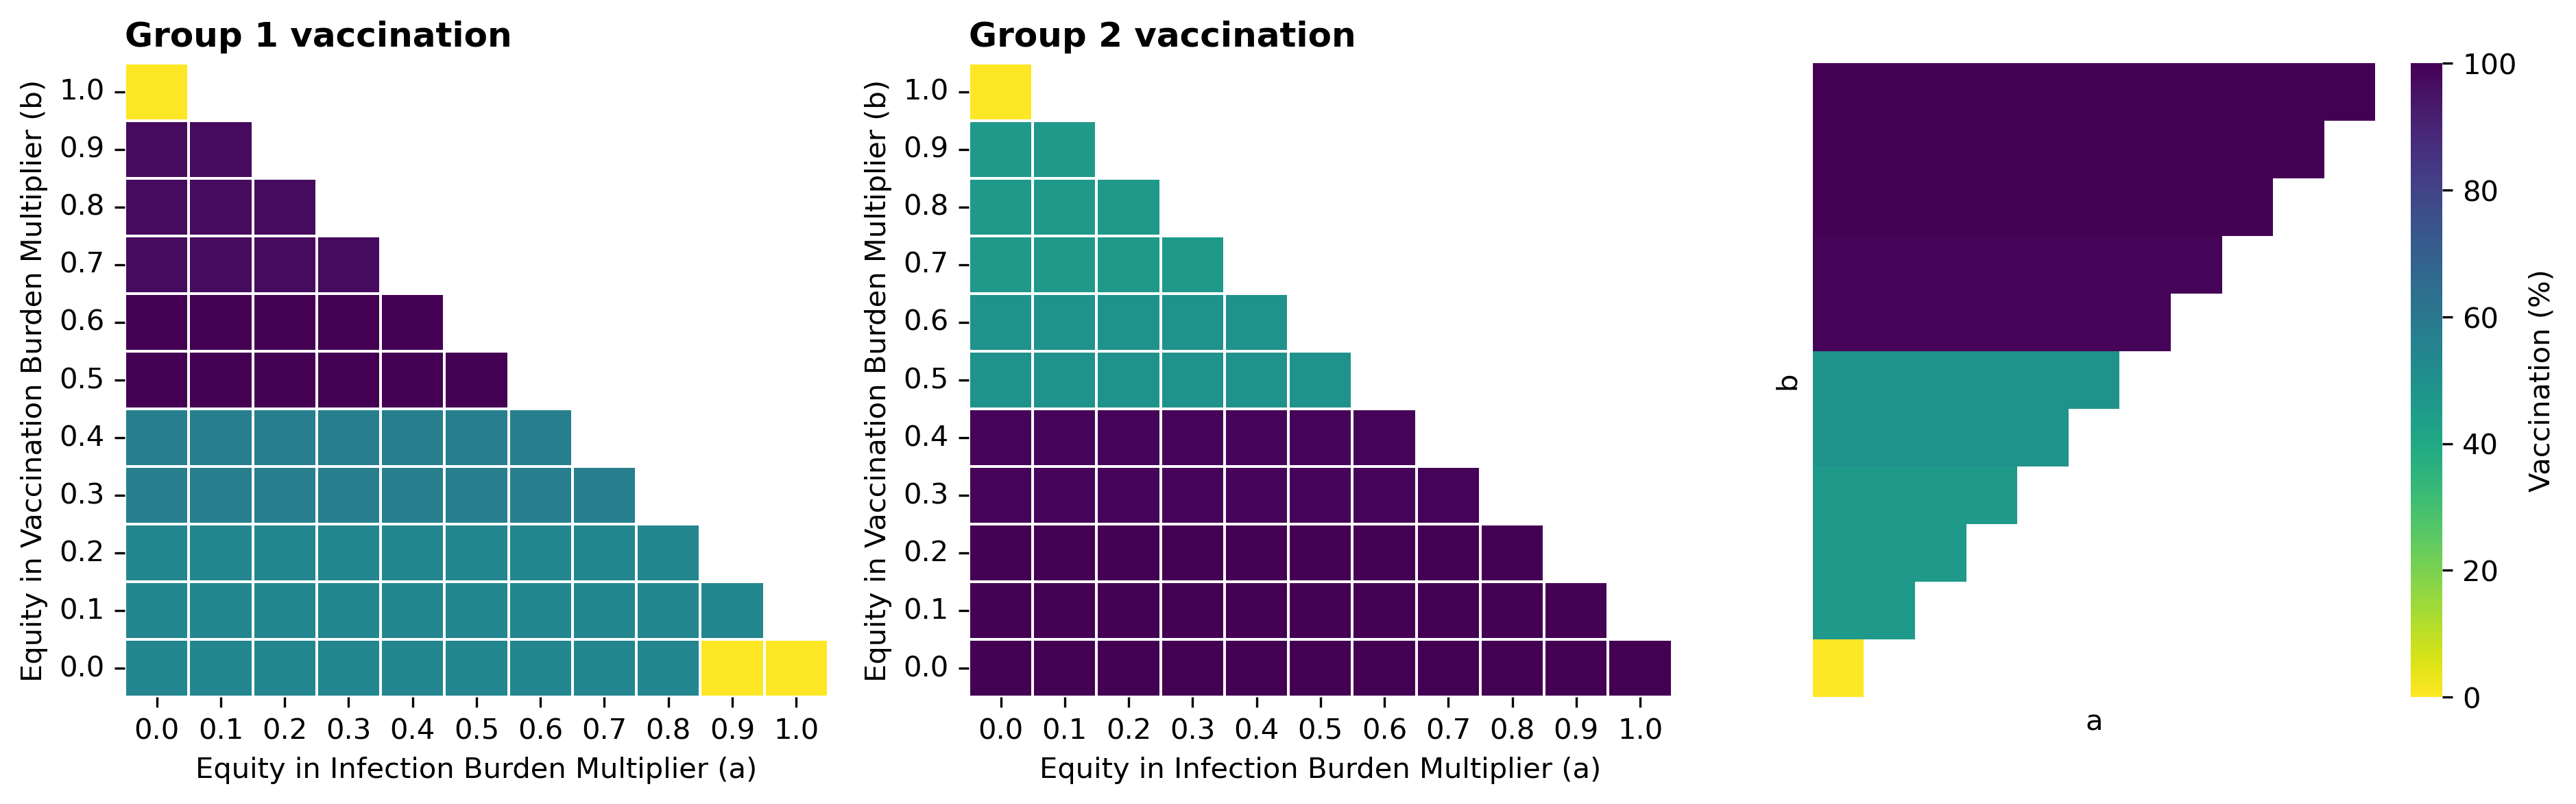 Group 1 vaccination
Equity in Vaccination Burden Multiplier (b)
1.0
0.9
0.8
0.7
0.6
0.5
0.4
0.3
0.2
0.1
0.0
0.0 0.1 0.2 0.3 0.4 0.5 0.6 0.7 0.8 0.9 1.0
Equity in Infection Burden Multiplier (a)
Group 2 vaccination
Equity in Vaccination Burden Multiplier (b)
1.0
0.9
0.8
0.7
0.6
0.5
0.4
0.3
0.2
0.1
0.0
0.0 0.1 0.2 0.3 0.4 0.5 0.6 0.7 0.8 0.9 1.0
Equity in Infection Burden Multiplier (a)
b
a
100
80
60
40
20
0
Vaccination (%)